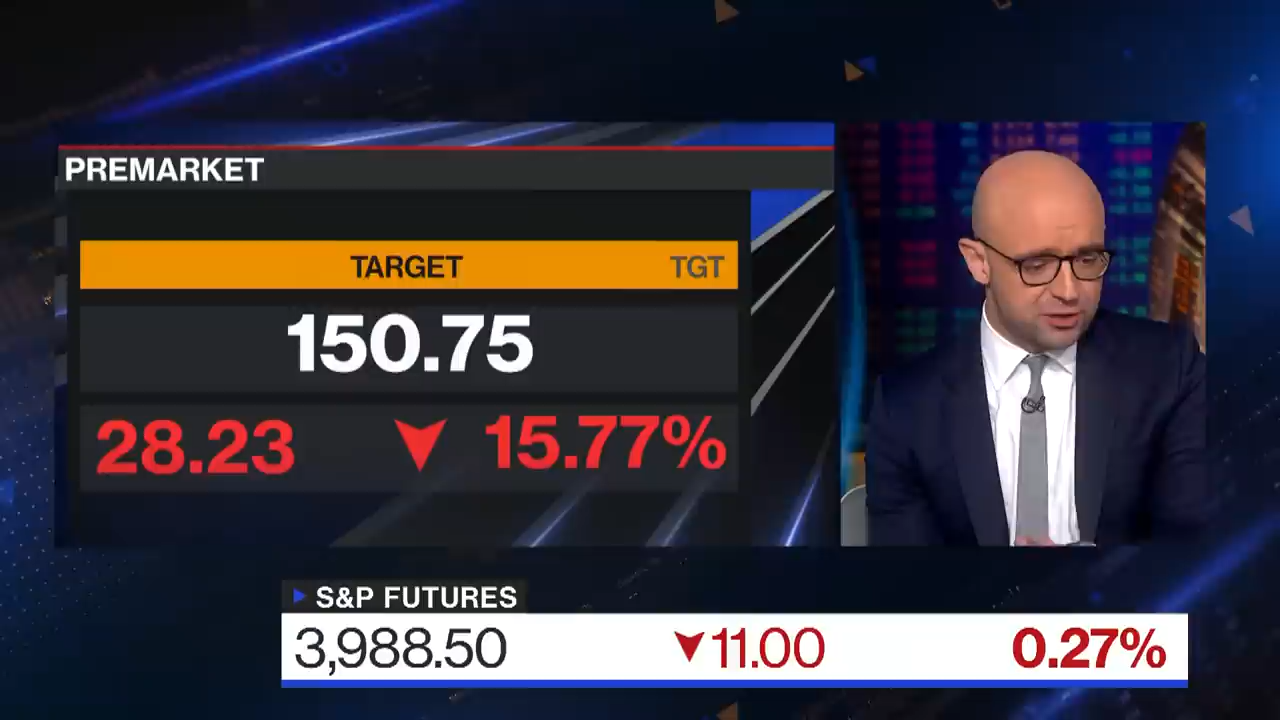 PREMARKET
TARGET TGT
150.75
28.23 15.77%
S&P FUTURES
3,988.50 11.00 0.27%